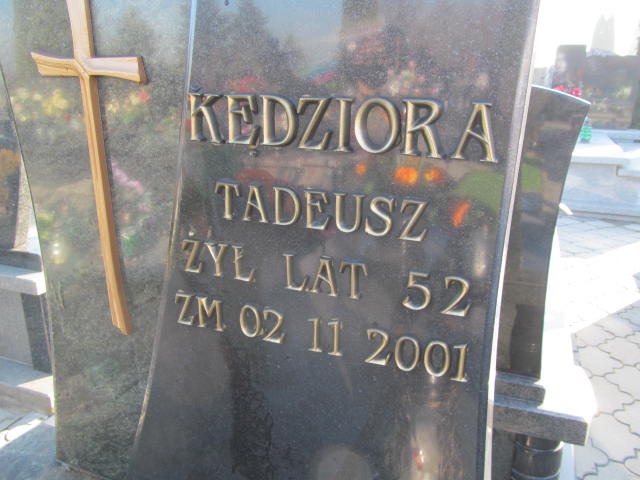 KĘDZIORA
TADEUSZ
ŻYŁ LAT 52
ZM 02 11 2001